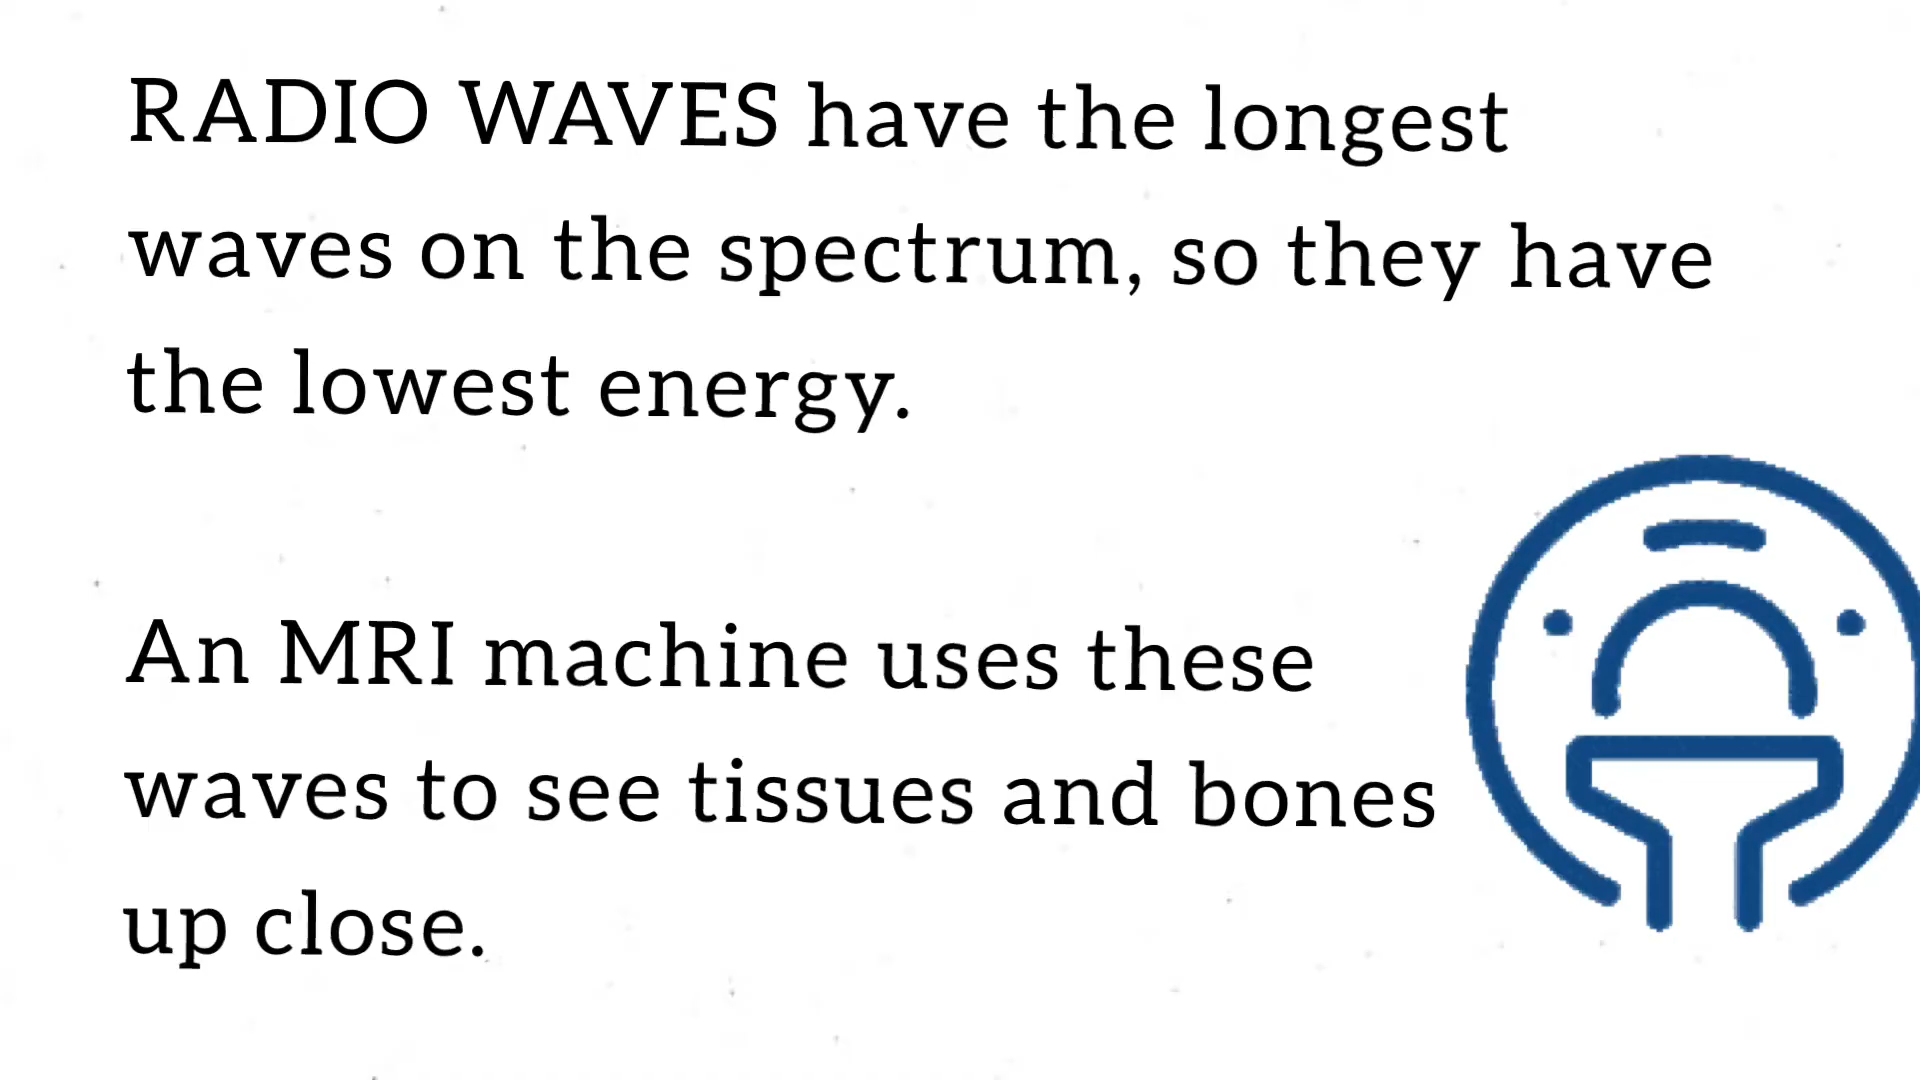 RADIO WAVES have the longest
waves on the spectrum, so they have
the lowest energy.
An MRI machine uses these
waves to see tissues and bones
up close.